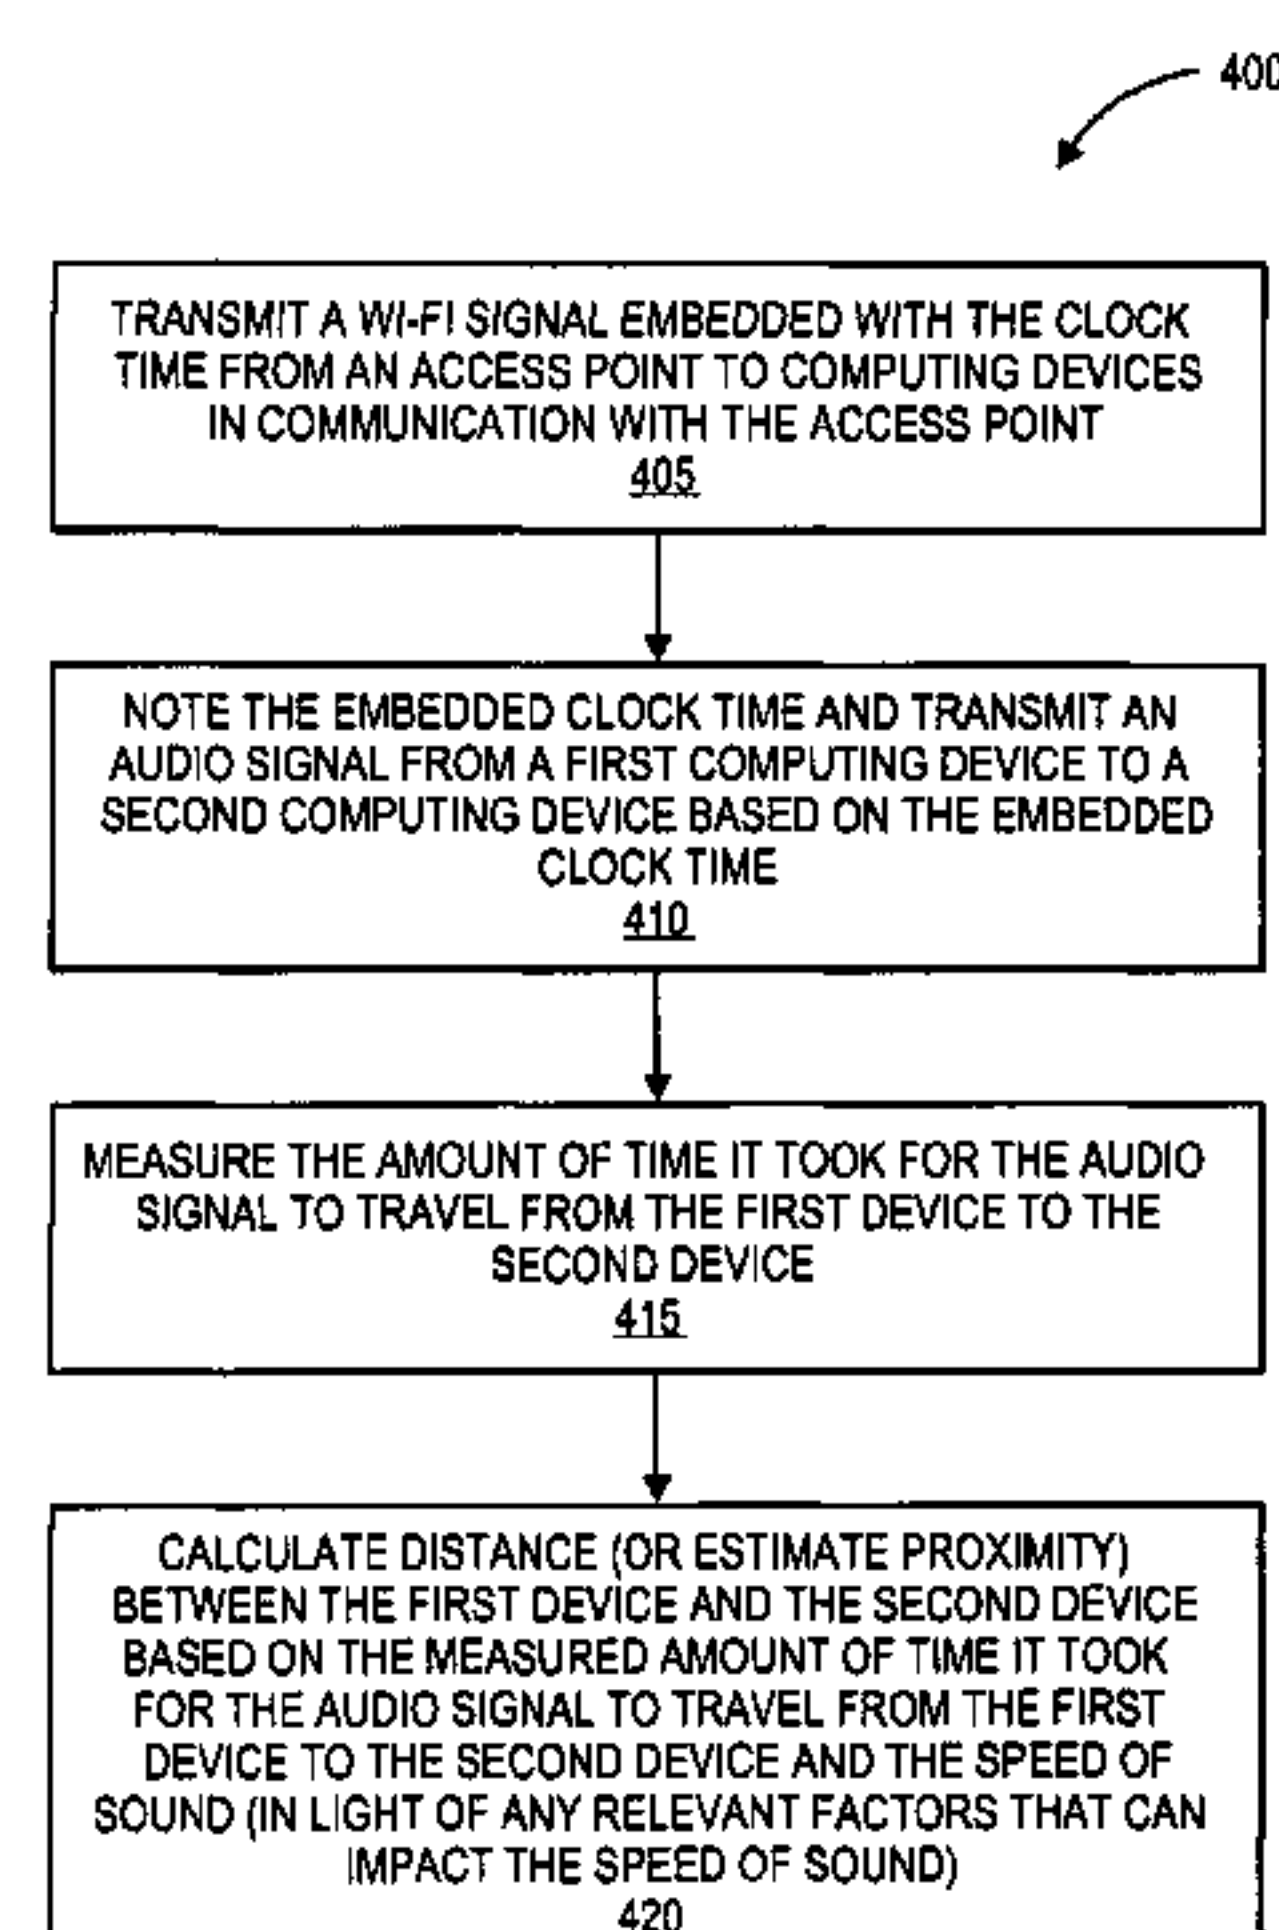 400
TRANSMIT A WI-FI SIGNAL EMBEDDED WITH THE CLOCK
TIME FROM AN ACCESS POINT TO COMPUTING DEVICES
IN COMMUNICATION WITH THE ACCESS POINT
405
NOTE THE EMBEDDED CLOCK TIME AND TRANSMIT AN
AUDIO SIGNAL FROM A FIRST COMPUTING DEVICE TO A
SECOND COMPUTING DEVICE BASED ON THE EMBEDDED
CLOCK TIME
410
MEASURE THE AMOUNT OF TIME IT TOOK FOR THE AUDIO
SIGNAL TO TRAVEL FROM THE FIRST DEVICE TO THE
SECOND DEVICE
415
CALCULATE DISTANCE (OR ESTIMATE PROXIMITY)
BETWEEN THE FIRST DEVICE AND THE SECOND DEVICE
BASED ON THE MEASURED AMOUNT OF TIME IT TOOK
FOR THE AUDIO SIGNAL TO TRAVEL FROM THE FIRST
DEVICE TO THE SECOND DEVICE AND THE SPEED OF
SOUND (IN LIGHT OF ANY RELEVANT FACTORS THAT CAN
IMPACT THE SPEED OF SOUND)
420